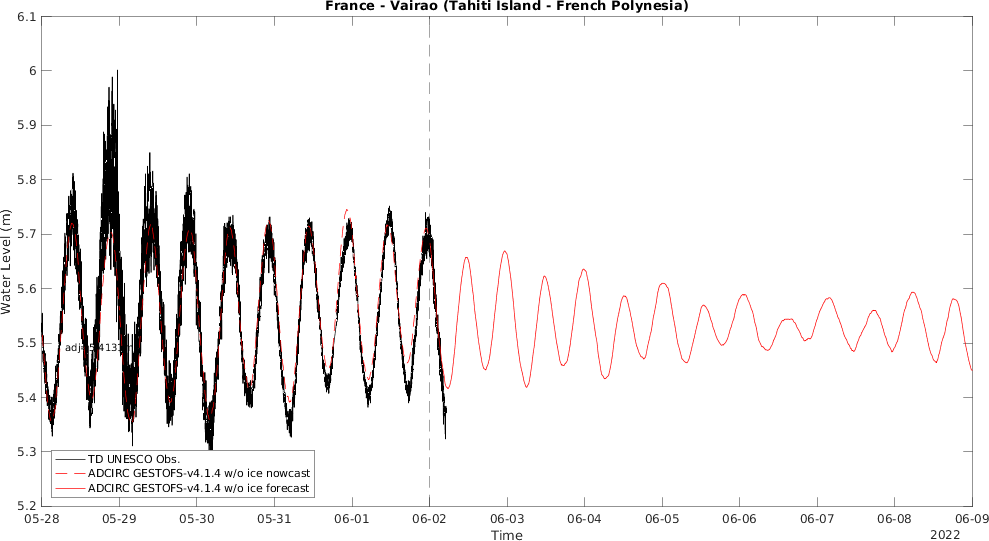 France - Vairao (Tahiti Island - French Polynesia)
Water Level (m)
6.1
6
5.9
5.8
5.7
5.6
5.5
5.4
5.3
5.2
TD UNESCO Obs.
ADCIRC GESTOFS-v4.1.4 w/o ice nowcast
ADCIRC GESTOFS-v4.1.4 w/o ice forecast
05-28 05-29 05-30 05-31 06-01 06-02 06-03 06-04 06-05 06-06 06-07 06-08 06-09
Time
2022